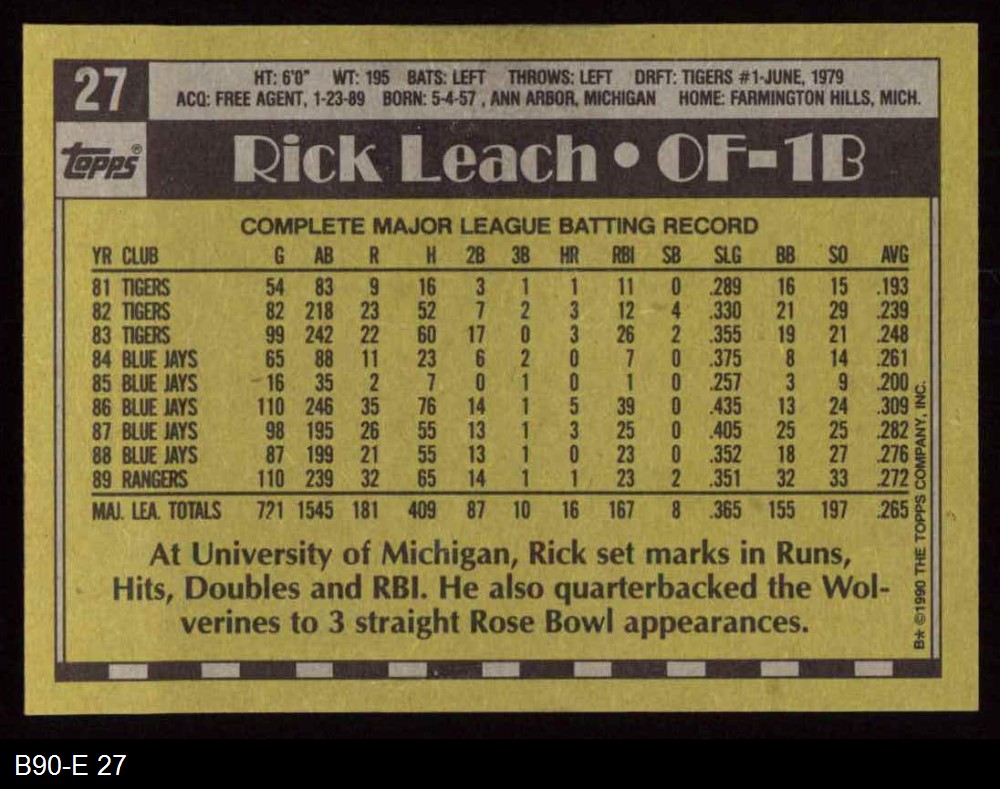 27
HT: 6'0" WT: 195 BATS: LEFT THROWS: LEFT DRFT: TIGERS #1-JUNE, 1979
ACQ: FREE AGENT, 1-23-89 BORN: 5-4-57, ANN ARBOR, MICHIGAN HOME: FARMINGTON HILLS, MICH.
topps®
Rick Leach • OF-1B
COMPLETE MAJOR LEAGUE BATTING RECORD
YR CLUB G AB R H 2B 3B HR RBI SB SLG BB SO AVG
81 TIGERS 54 83 9 16 3 1 1 11 0 .289 16 15 .193
82 TIGERS 82 218 23 52 7 2 3 12 4 .330 21 29 .239
83 TIGERS 99 242 22 60 17 0 3 26 2 .355 19 21 .248
84 BLUE JAYS 65 88 11 23 6 2 0 7 0 .375 8 14 .261
85 BLUE JAYS 16 35 2 7 0 1 0 1 0 .257 3 9 .200
86 BLUE JAYS 110 246 35 76 14 1 5 39 0 .435 13 24 .309
87 BLUE JAYS 98 195 26 55 13 1 3 25 0 .405 25 25 .282
88 BLUE JAYS 87 199 21 55 13 1 0 23 0 .352 18 27 .276
89 RANGERS 110 239 32 65 14 1 1 23 2 .351 32 33 .272
MAJ. LEA. TOTALS 721 1545 181 409 87 10 16 167 8 .365 155 197 .265
At University of Michigan, Rick set marks in Runs,
Hits, Doubles and RBI. He also quarterbacked the Wol-
verines to 3 straight Rose Bowl appearances.
B* ©1990 THE TOPPS COMPANY, INC.
B90-E 27